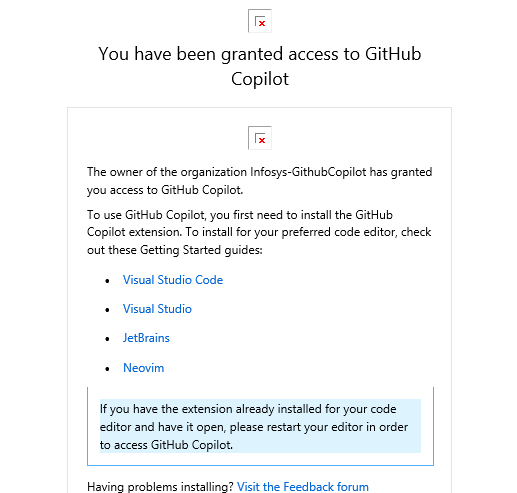 You have been granted access to GitHub
Copilot
The owner of the organization Infosys-GithubCopilot has granted
you access to GitHub Copilot.
To use GitHub Copilot, you first need to install the GitHub
Copilot extension. To install for your preferred code editor, check
out these Getting Started guides:
• Visual Studio Code
• Visual Studio
• JetBrains
• Neovim
If you have the extension already installed for your code
editor and have it open, please restart your editor in order
to access GitHub Copilot.
Having problems installing? Visit the Feedback forum